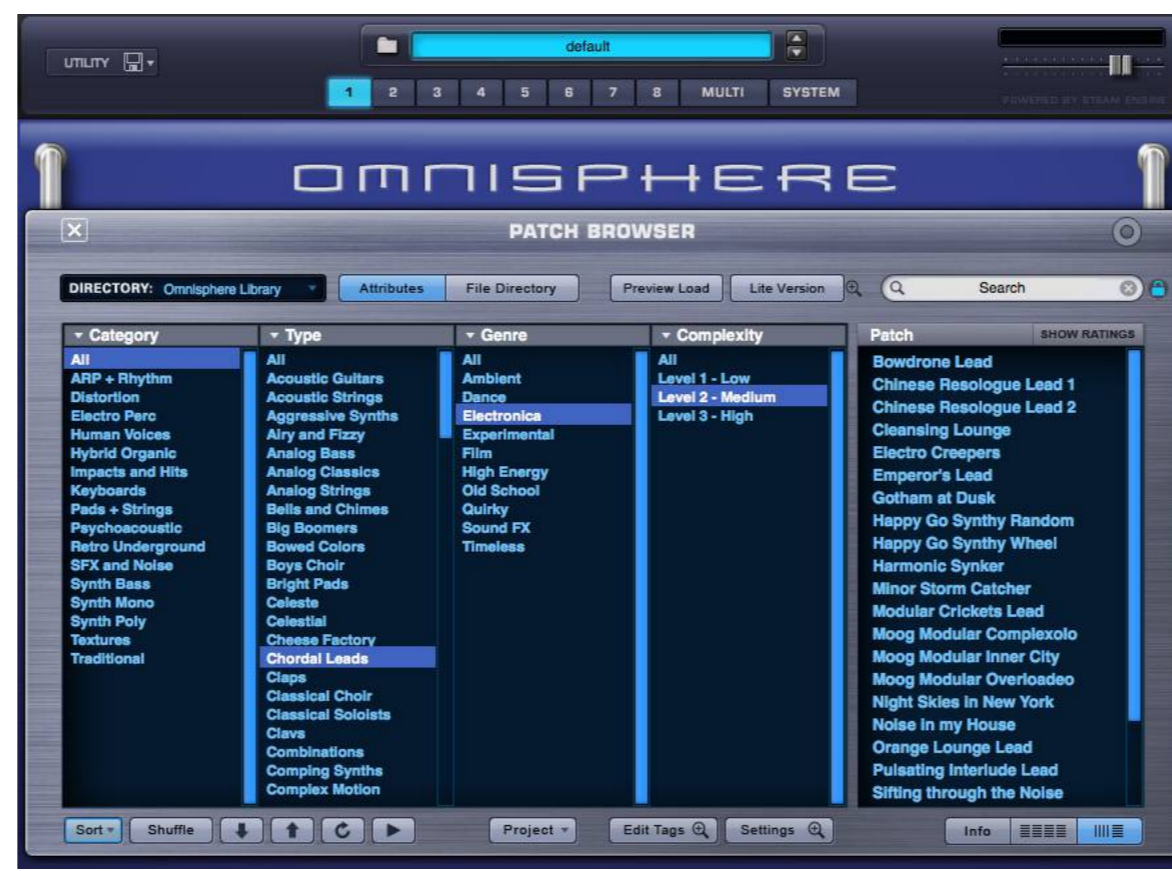 UTILITY
default
1 2 3 4 5 6 7 8 MULTI SYSTEM
POWERED BY STEAM ENGINE
OMNISPHERE
PATCH BROWSER
DIRECTORY: Omnisphere Library
Attributes
File Directory
Preview Load
Lite Version
Search
Category
All
ARP + Rhythm
Distortion
Electro Perc
Human Voices
Hybrid Organic
Impacts and Hits
Keyboards
Pads + Strings
Psychoacoustic
Retro Underground
SFX and Noise
Synth Bass
Synth Mono
Synth Poly
Textures
Traditional
Type
All
Acoustic Guitars
Acoustic Strings
Aggressive Synths
Airy and Fizzy
Analog Bass
Analog Classics
Analog Strings
Bells and Chimes
Big Boomers
Bowed Colors
Boys Choir
Bright Pads
Celeste
Celestial
Cheese Factory
Chordal Leads
Claps
Classical Choir
Classical Soloists
Clavs
Combinations
Comping Synths
Complex Motion
Genre
All
Ambient
Dance
Electronica
Experimental
Film
High Energy
Old School
Quirky
Sound FX
Timeless
Complexity
All
Level 1 - Low
Level 2 - Medium
Level 3 - High
Patch
SHOW RATINGS
Bowdrone Lead
Chinese Resologue Lead 1
Chinese Resologue Lead 2
Cleansing Lounge
Electro Creepers
Emperor's Lead
Gotham at Dusk
Happy Go Synthy Random
Happy Go Synthy Wheel
Harmonic Synker
Minor Storm Catcher
Modular Crickets Lead
Moog Modular Complexolo
Moog Modular Inner City
Moog Modular Overloadeo
Night Skies in New York
Noise in my House
Orange Lounge Lead
Pulsating Interlude Lead
Sifting through the Noise
Sort
Shuffle
Project
Edit Tags
Settings
Info